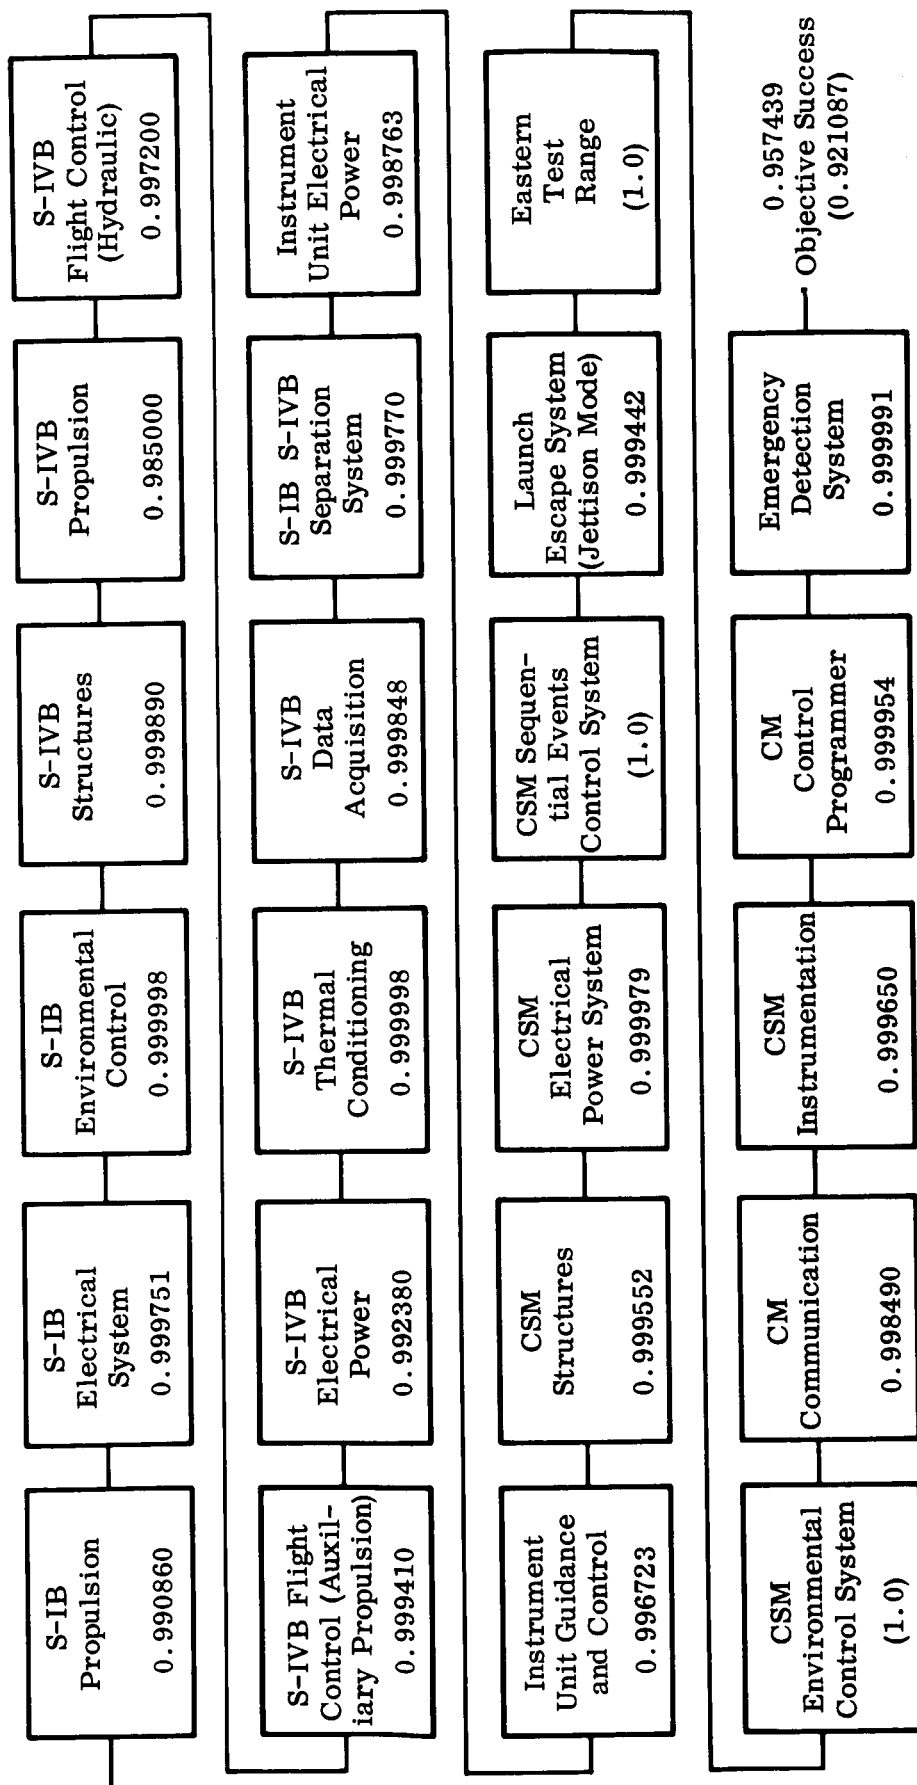 S-IB
Propulsion
0.990860
S-IB
Electrical
System
0.999751
S-IB
Environmental
Control
0.999998
S-IVB
Structures
0.999890
S-IVB
Propulsion
0.985000
S-IVB
Flight Control
(Hydraulic)
0.997200
S-IVB Flight
Control (Auxil-
iary Propulsion)
0.999410
S-IVB
Electrical
Power
0.992380
S-IVB
Thermal
Conditioning
0.999998
S-IVB
Data
Acquisition
0.999848
S-IB S-IVB
Separation
System
0.999770
Instrument
Unit Electrical
Power
0.998763
Instrument
Unit Guidance
and Control
0.996723
CSM
Structures
0.999552
CSM
Electrical
Power System
0.999979
CSM Sequen-
tial Events
Control System
(1.0)
Launch
Escape System
(Jettison Mode)
0.999442
Eastern
Test
Range
(1.0)
CSM
Environmental
Control System
(1.0)
CM
Communication
0.998490
CSM
Instrumentation
0.999650
CM
Control
Programmer
0.999954
Emergency
Detection
System
0.999991
0.957439
Objective Success
(0.921087)